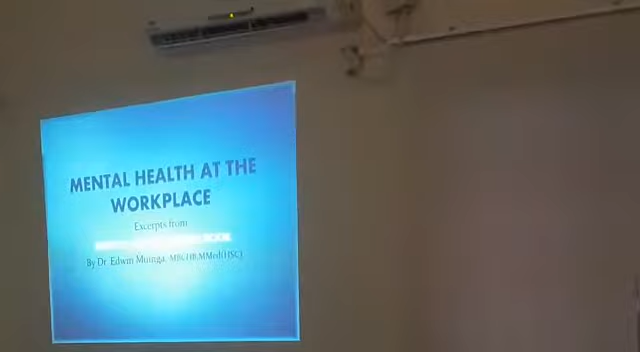 MENTAL HEALTH AT THE
WORKPLACE
Excerpts from
By Dr. Edwin Muinga, MBCHB,MMed(HSC)